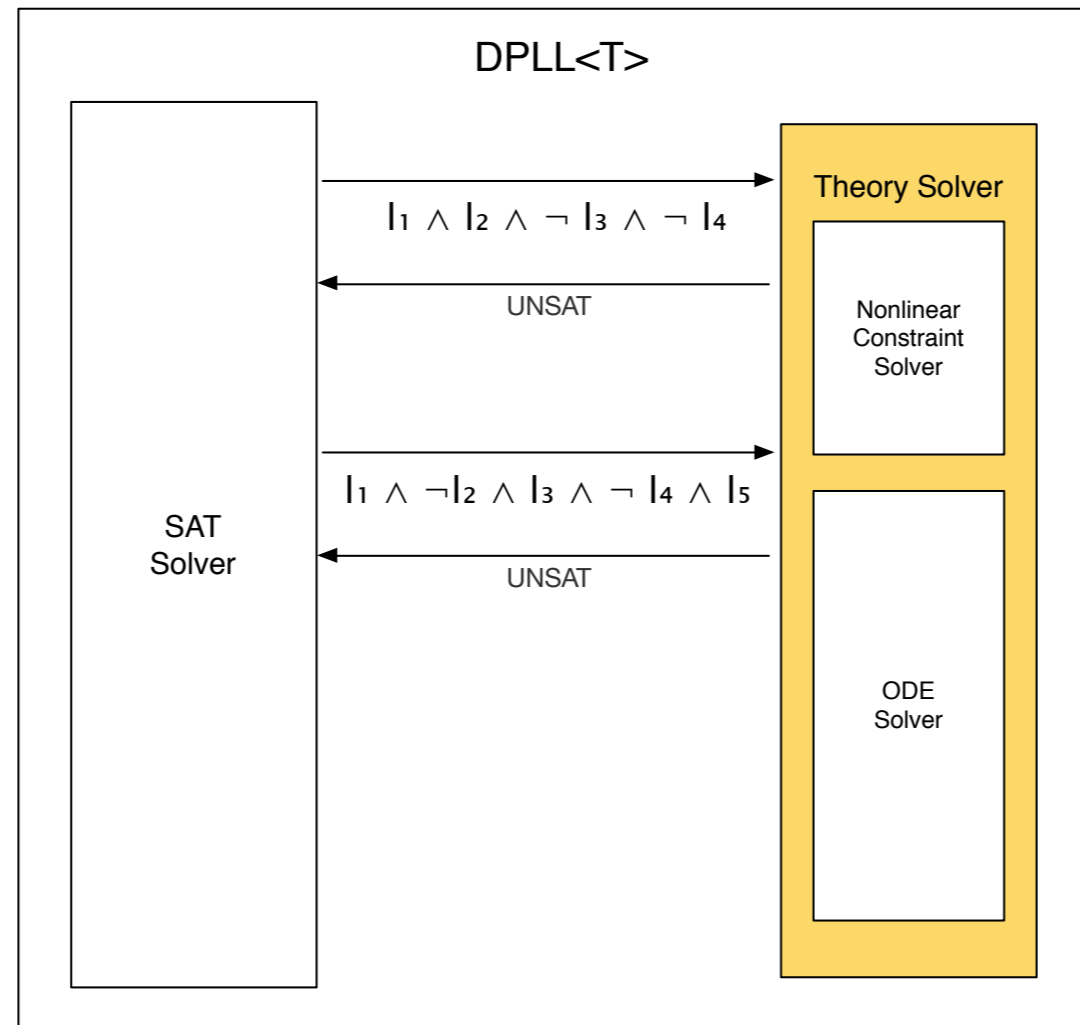 DPLL<T>
Theory Solver
l₁ ∧ l₂ ∧ ¬ l₃ ∧ ¬ l₄
UNSAT
Nonlinear
Constraint
Solver
l₁ ∧ ¬l₂ ∧ l₃ ∧ ¬ l₄ ∧ l₅
SAT
Solver
UNSAT
ODE
Solver